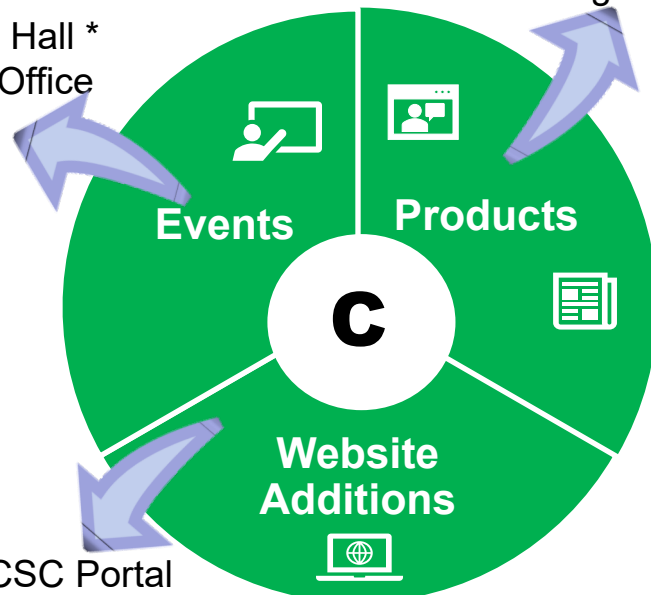 Hall *
Office
Events
Products
C
Website
Additions
CSC Portal